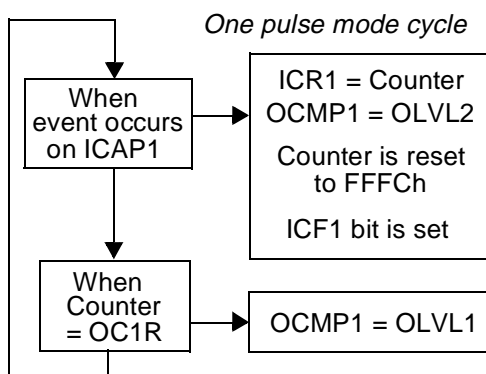 One pulse mode cycle
When
event occurs
on ICAP1
ICR1 = Counter
OCMP1 = OLVL2
Counter is reset
to FFFCh
ICF1 bit is set
When
Counter
= OC1R
OCMP1 = OLVL1